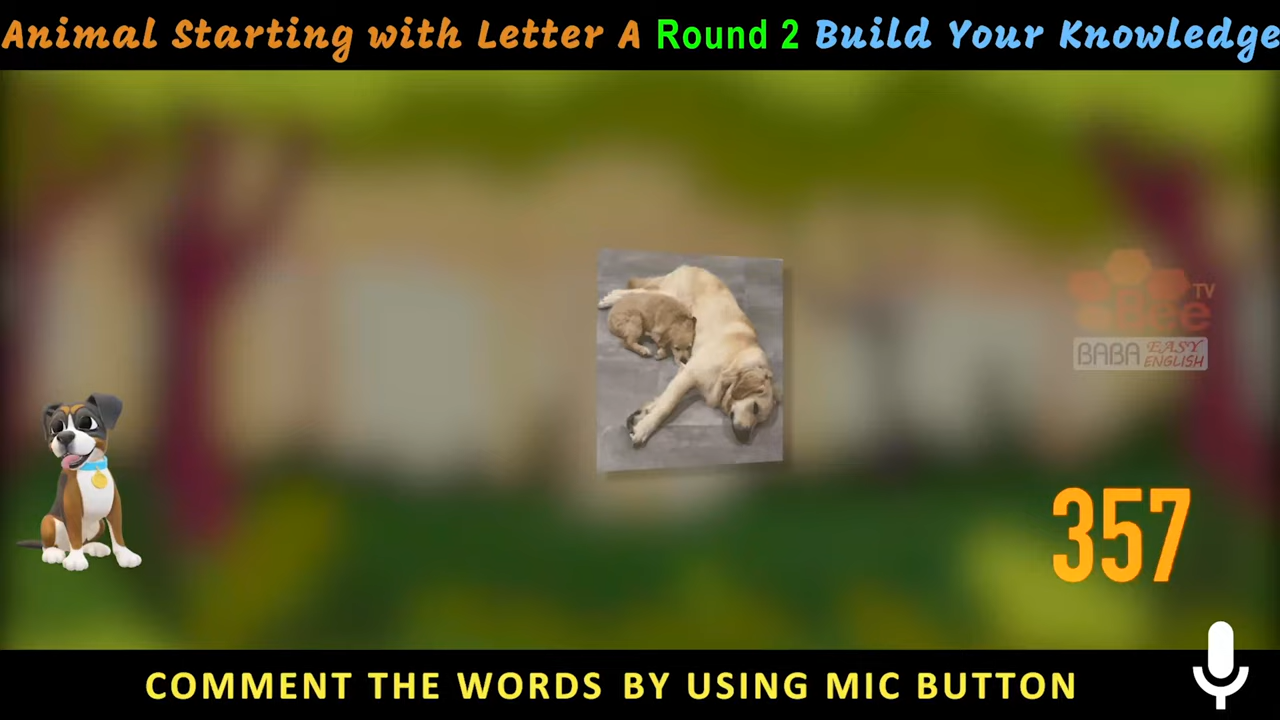 Animal Starting with Letter A Round 2 Build Your Knowledge
Bee TV
BABA EASY ENGLISH
357
COMMENT THE WORDS BY USING MIC BUTTON